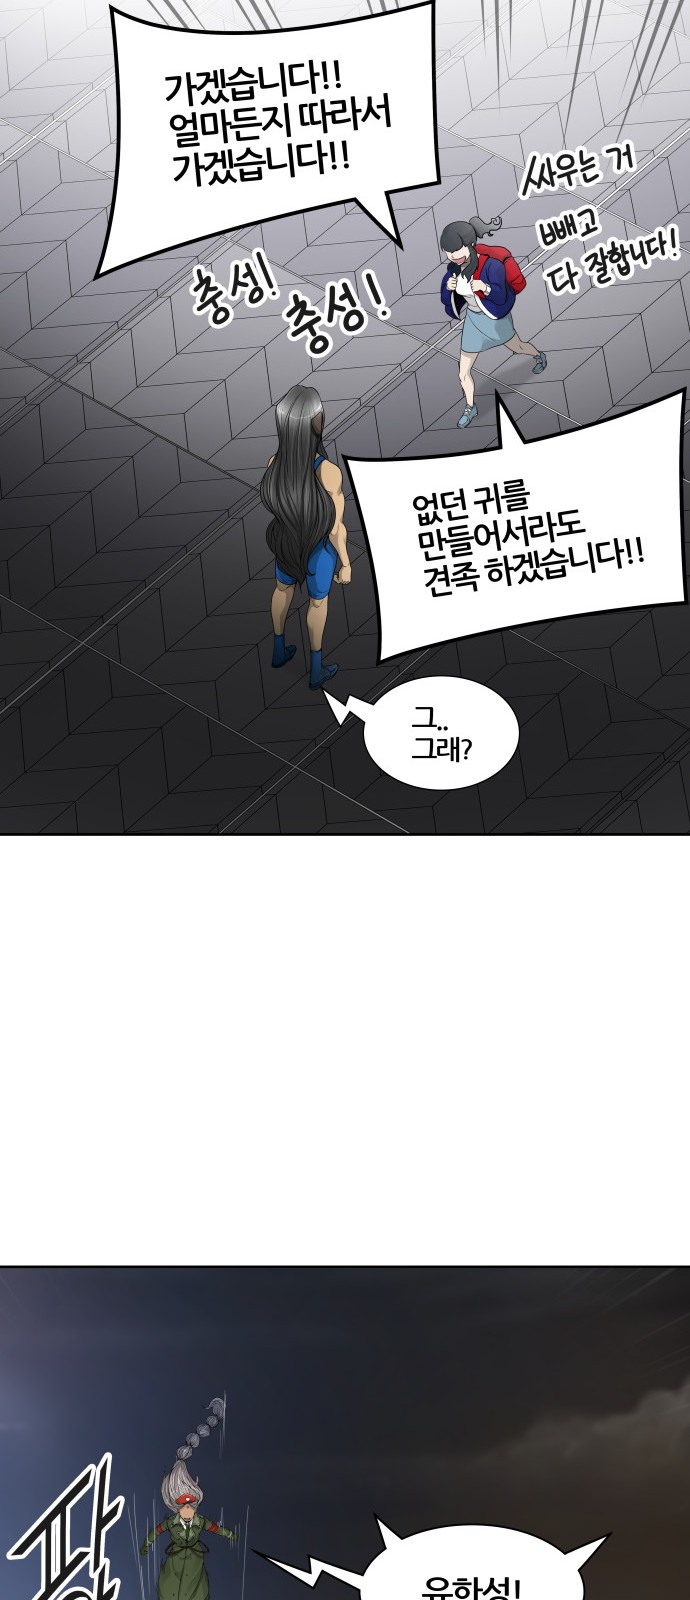 가겠습니다!!
얼마든지 따라서
가겠습니다!!
싸우는 거
빼고
다 잘합니다!
충성!
충성!
없던 귀를
만들어서라도
견족 하겠습니다!!
그..
그래?
유한성!